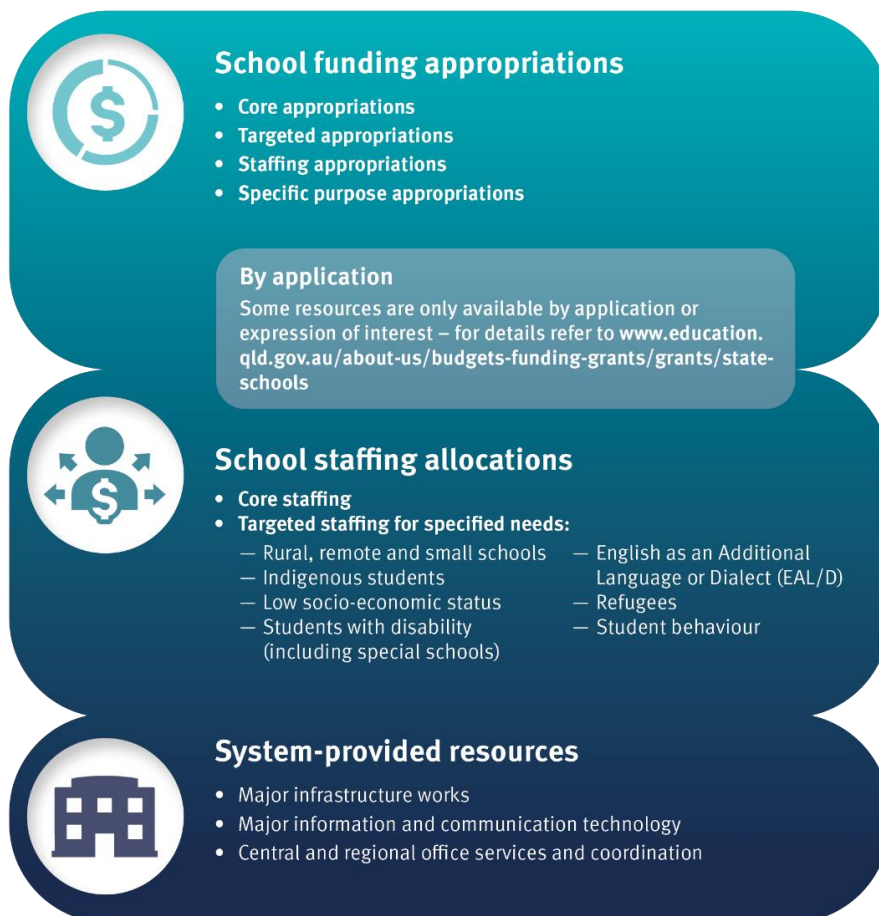 School funding appropriations
• Core appropriations
• Targeted appropriations
• Staffing appropriations
• Specific purpose appropriations
By application
Some resources are only available by application or
expression of interest – for details refer to www.education.
qld.gov.au/about-us/budgets-funding-grants/grants/state-
schools
School staffing allocations
• Core staffing
• Targeted staffing for specified needs:
— Rural, remote and small schools
— Indigenous students
— Low socio-economic status
— Students with disability
(including special schools)
— English as an Additional
Language or Dialect (EAL/D)
— Refugees
— Student behaviour
System-provided resources
• Major infrastructure works
• Major information and communication technology
• Central and regional office services and coordination